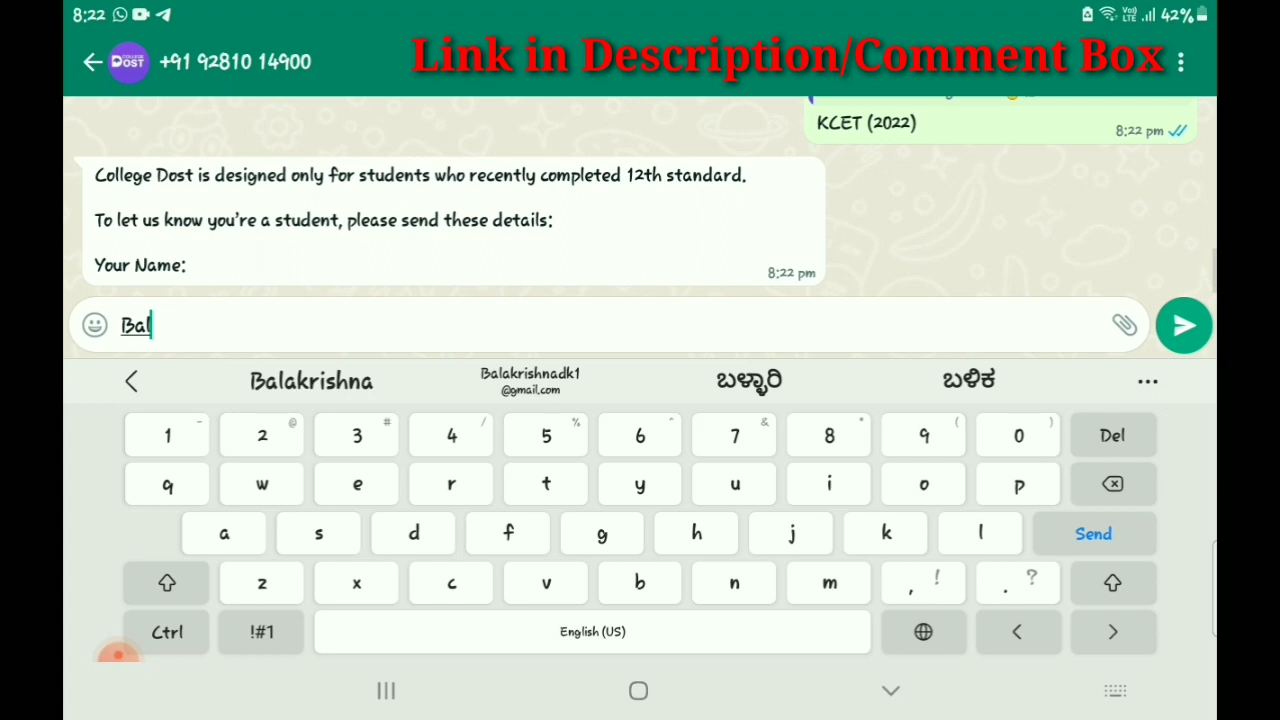 8:22
Vo)
LTE
42%
DOST
+91 92810 14900
Link in Description/Comment Box
KCET (2022)
8:22 pm
College Dost is designed only for students who recently completed 12th standard.
To let us know you're a student, please send these details:
Your Name:
8:22 pm
Bal
Balakrishna
Balakrishnadk1
@gmail.com
ಬಳ್ಳಾರಿ
ಬಳಿಕ
1 - 2 @ 3 # 4 / 5 % 6 ^ 7 & 8 * 9 ( 0 ) Del
q w e r t y u i o p
a s d f g h j k l Send
z x c v b n m , ! . ?
Ctrl !#1 English (US) < >